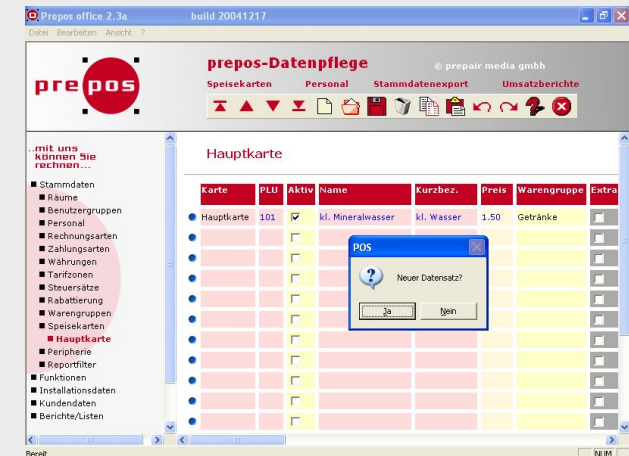 Prepos office 2.3a build 20041217
Datei Bearbeiten Ansicht ?
prepos-Datenpflege © prepair media gmbh
Speisekarten Personal Stammdatenexport Umsatzberichte
prepos
..mit uns
können Sie
rechnen...
Hauptkarte
Stammdaten
Räume
Benutzergruppen
Personal
Rechnungsarten
Zahlungsarten
Währungen
Tarifzonen
Steuersätze
Rabattierung
Warengruppen
Speisekarten
Hauptkarte
Peripherie
Reportfilter
Funktionen
Installationsdaten
Kundendaten
Berichte/Listen
Karte PLU Aktiv Name Kurzbez. Preis Warengruppe Extra
Hauptkarte 101 kl. Mineralwasser kl. Wasser 1.50 Getränke
POS
Neuer Datensatz?
Ja Nein
Bereit NUM